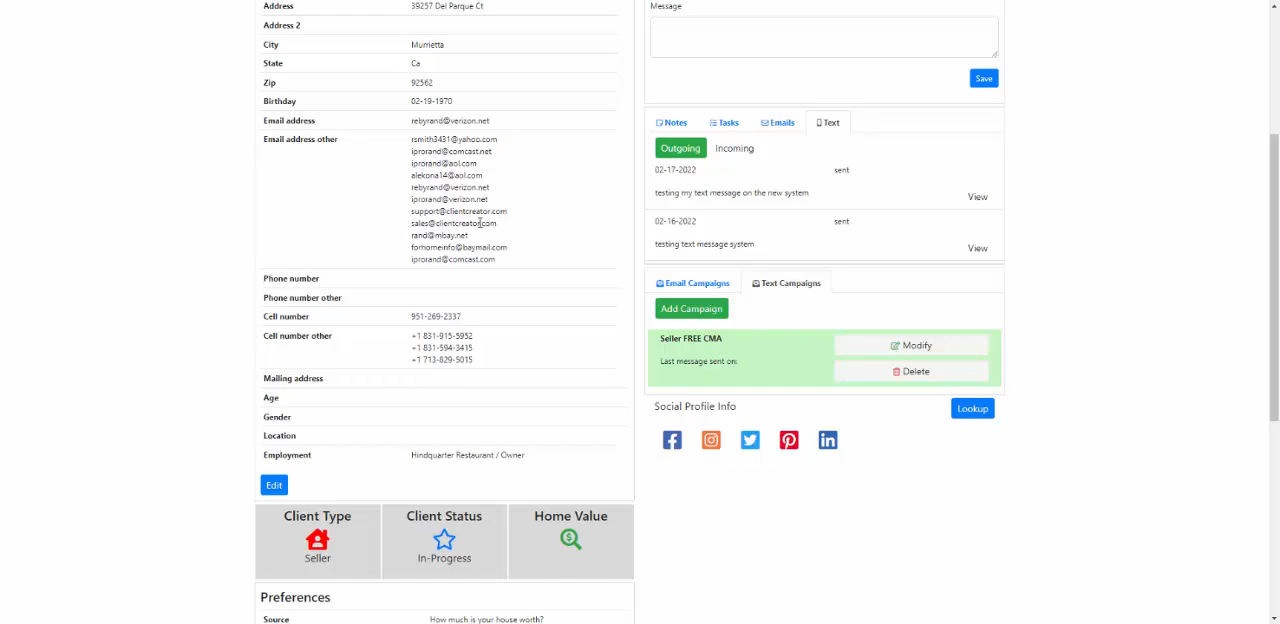 Address 39257 Del Parque Ct
Address 2
City Murrietta
State Ca
Zip 92562
Birthday 02-19-1970
Email address rebyrand@verizon.net
Email address other rsmith3431@yahoo.com
iprorand@comcast.net
iprorand@aol.com
alekona14@aol.com
rebyrand@verizon.net
iprorand@verizon.net
support@clientcreator.com
sales@clientcreator.com
rand@mbay.net
forhomeinfo@baymail.com
iprorand@comcast.com
Phone number
Phone number other
Cell number 951-269-2337
Cell number other +1 831-915-5952
+1 831-594-3415
+1 713-829-5015
Mailing address
Age
Gender
Location
Employment Hindquarter Restaurant / Owner
Edit
Client Type Client Status Home Value
Seller In-Progress
Preferences
Source How much is your house worth?
Message
Save
Notes Tasks Emails Text
Outgoing Incoming
02-17-2022 sent
testing my text message on the new system View
02-16-2022 sent
testing text message system View
Email Campaigns Text Campaigns
Add Campaign
Seller FREE CMA Modify
Last message sent on: Delete
Social Profile Info Lookup